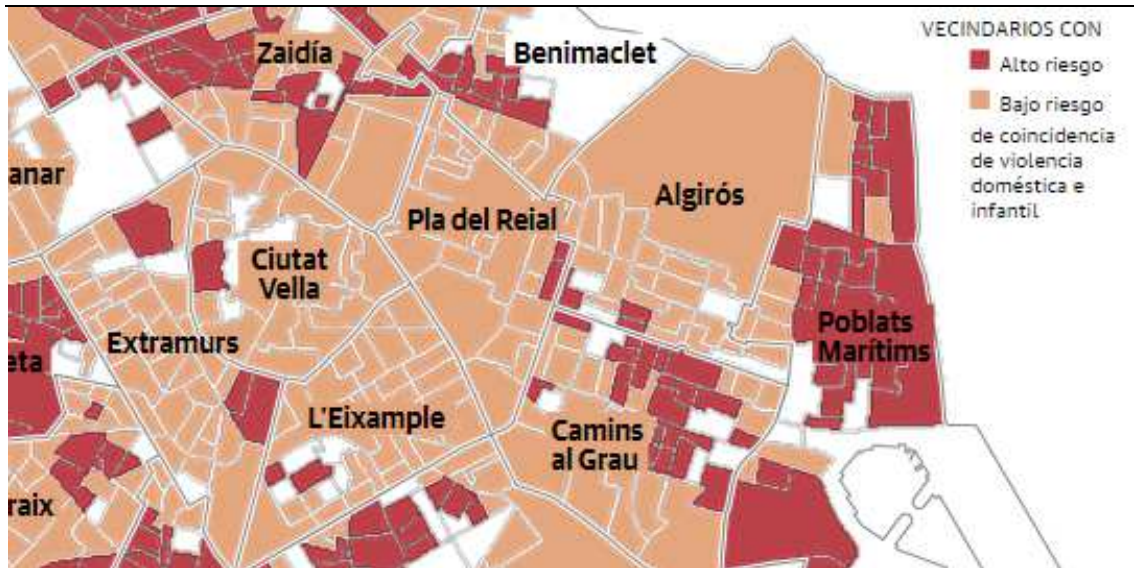 VECINDARIOS CON
Alto riesgo
Bajo riesgo
de coincidencia
de violencia
doméstica e
infantil
Zaidía
Benimaclet
anar
Algirós
Pla del Reial
Ciutat
Vella
Extramurs
eta
Poblats
Marítims
L'Eixample
Camins
al Grau
raix